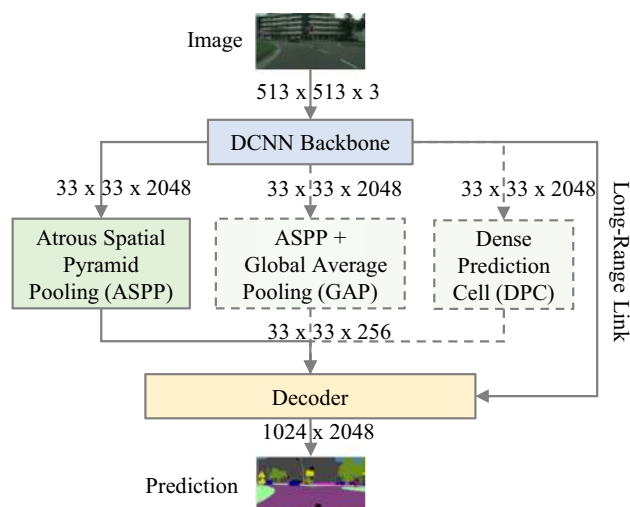 Image
513 x 513 x 3
DCNN Backbone
33 x 33 x 2048
33 x 33 x 2048
33 x 33 x 2048
Long-Range Link
Atrous Spatial
Pyramid
Pooling (ASPP)
ASPP +
Global Average
Pooling (GAP)
Dense
Prediction
Cell (DPC)
33 x 33 x 256
Decoder
1024 x 2048
Prediction